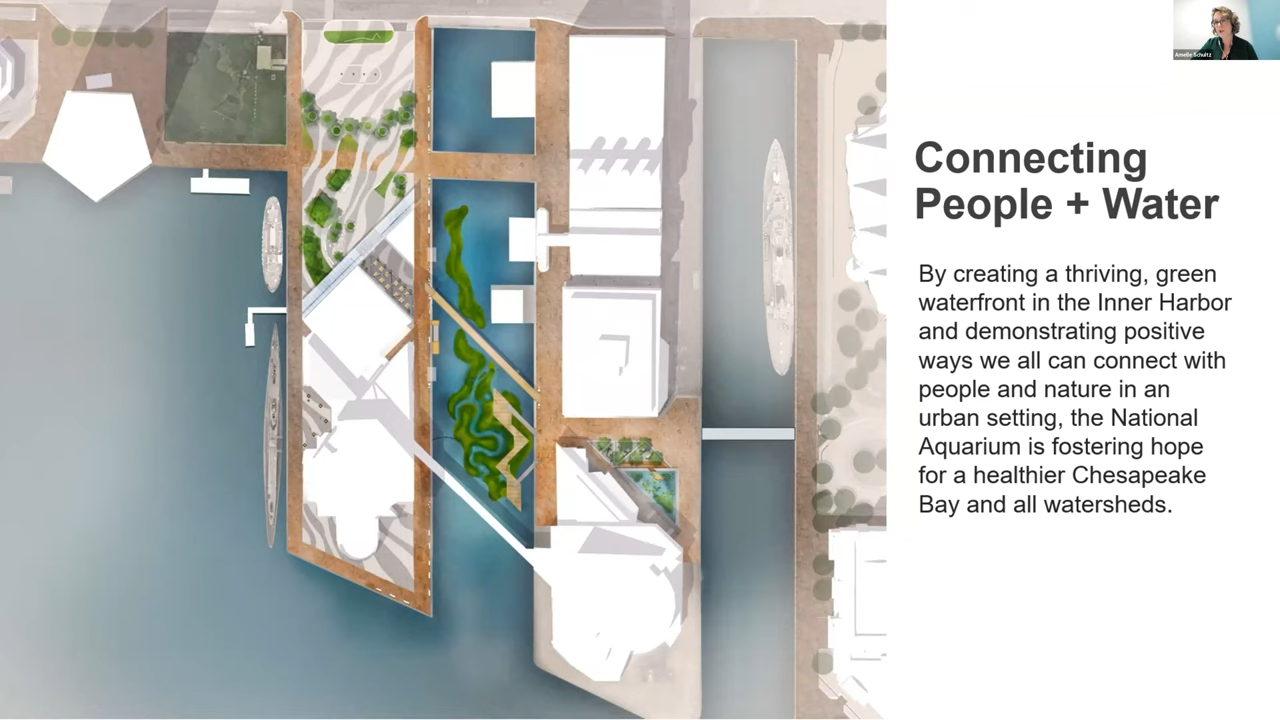 Amelie Schultz
Connecting
People + Water
By creating a thriving, green
waterfront in the Inner Harbor
and demonstrating positive
ways we all can connect with
people and nature in an
urban setting, the National
Aquarium is fostering hope
for a healthier Chesapeake
Bay and all watersheds.